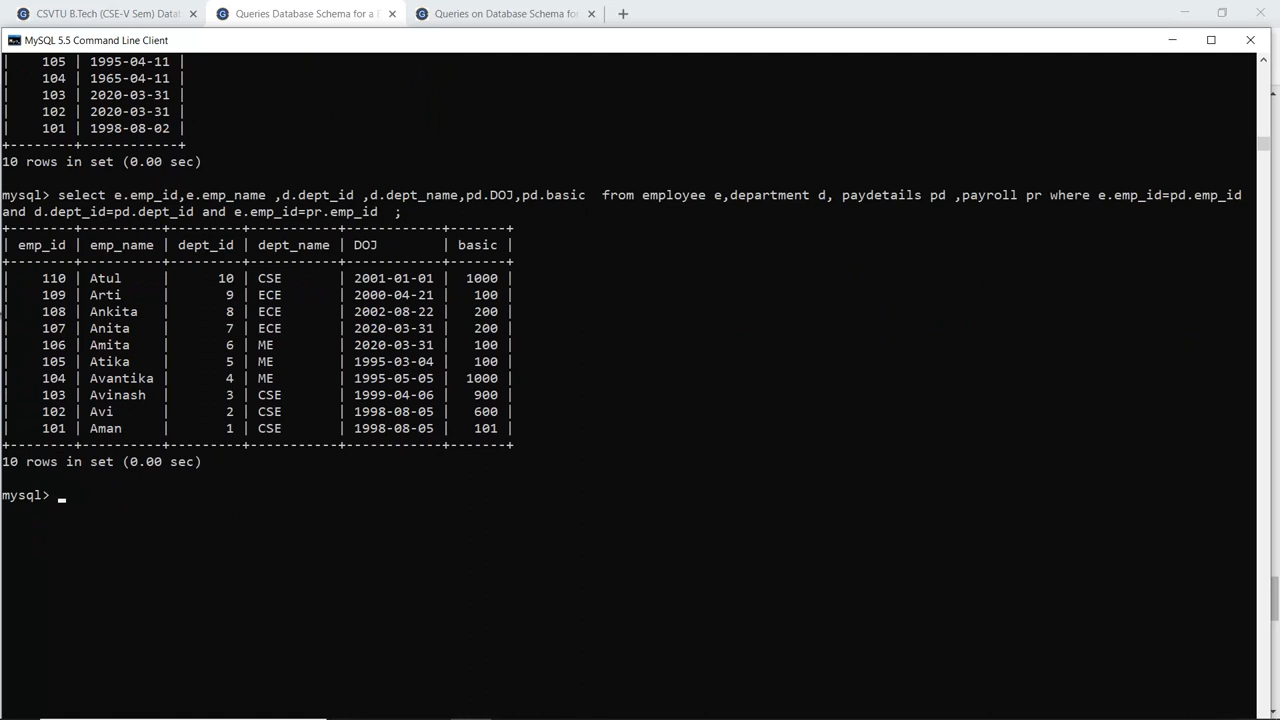 CSVTU B.Tech (CSE-V Sem) Datal
Queries Database Schema for a E
Queries on Database Schema for
MySQL 5.5 Command Line Client
|    105 | 1995-04-11 |
|    104 | 1965-04-11 |
|    103 | 2020-03-31 |
|    102 | 2020-03-31 |
|    101 | 1998-08-02 |
+--------+------------+
10 rows in set (0.00 sec)
mysql> select e.emp_id,e.emp_name ,d.dept_id ,d.dept_name,pd.DOJ,pd.basic  from employee e,department d, paydetails pd ,payroll pr where e.emp_id=pd.emp_id
and d.dept_id=pd.dept_id and e.emp_id=pr.emp_id  ;
+--------+----------+---------+-----------+------------+-------+
| emp_id | emp_name | dept_id | dept_name | DOJ        | basic |
+--------+----------+---------+-----------+------------+-------+
|    110 | Atul     |      10 | CSE       | 2001-01-01 |  1000 |
|    109 | Arti     |       9 | ECE       | 2000-04-21 |   100 |
|    108 | Ankita   |       8 | ECE       | 2002-08-22 |   200 |
|    107 | Anita    |       7 | ECE       | 2020-03-31 |   200 |
|    106 | Amita    |       6 | ME        | 2020-03-31 |   100 |
|    105 | Atika    |       5 | ME        | 1995-03-04 |   100 |
|    104 | Avantika |       4 | ME        | 1995-05-05 |  1000 |
|    103 | Avinash  |       3 | CSE       | 1999-04-06 |   900 |
|    102 | Avi      |       2 | CSE       | 1998-08-05 |   600 |
|    101 | Aman     |       1 | CSE       | 1998-08-05 |   101 |
+--------+----------+---------+-----------+------------+-------+
10 rows in set (0.00 sec)
mysql> _